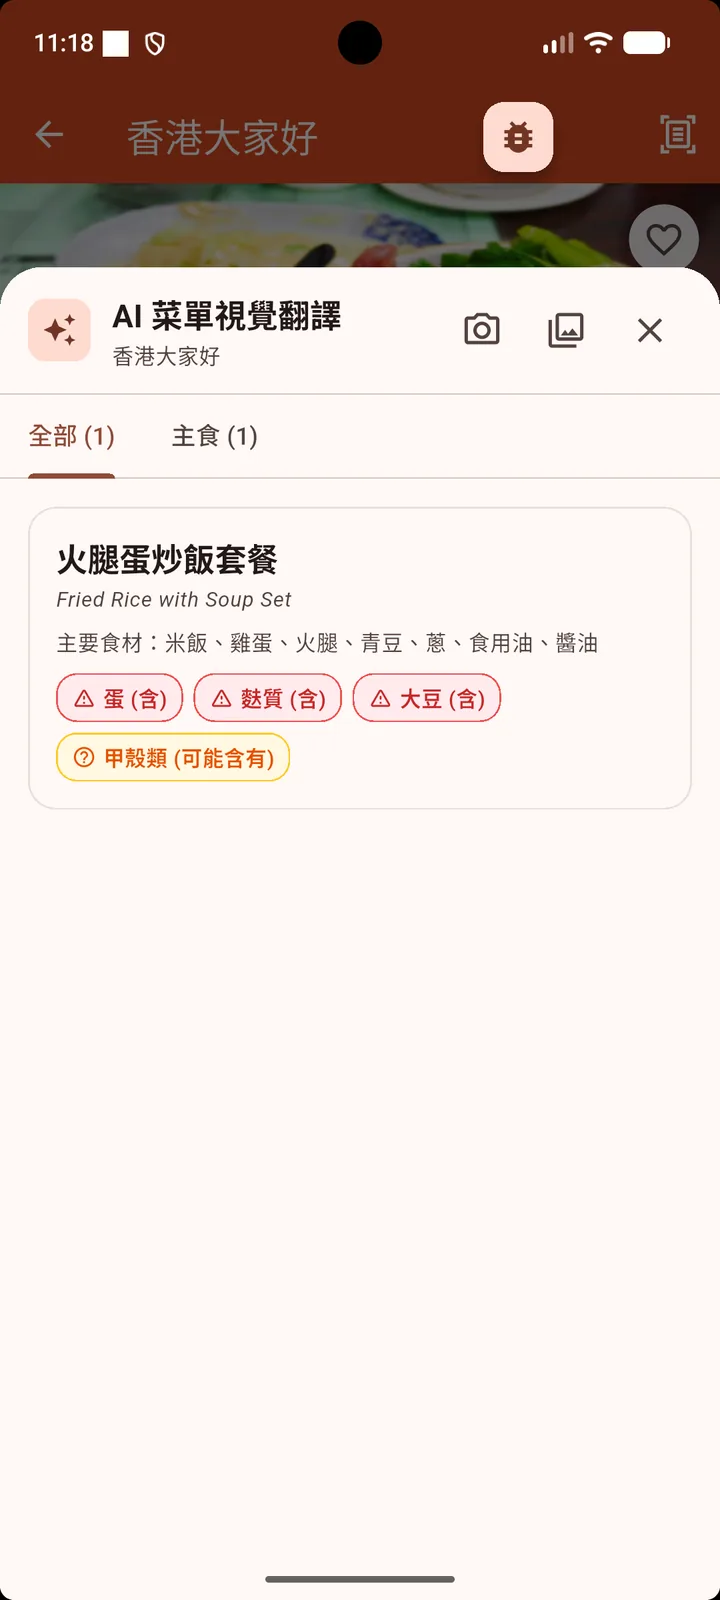 11:18
香港大家好
AI 菜單視覺翻譯
香港大家好
全部 (1)
主食 (1)
火腿蛋炒飯套餐
Fried Rice with Soup Set
主要食材：米飯、雞蛋、火腿、青豆、蔥、食用油、醬油
蛋 (含)
麩質 (含)
大豆 (含)
甲殼類 (可能含有)